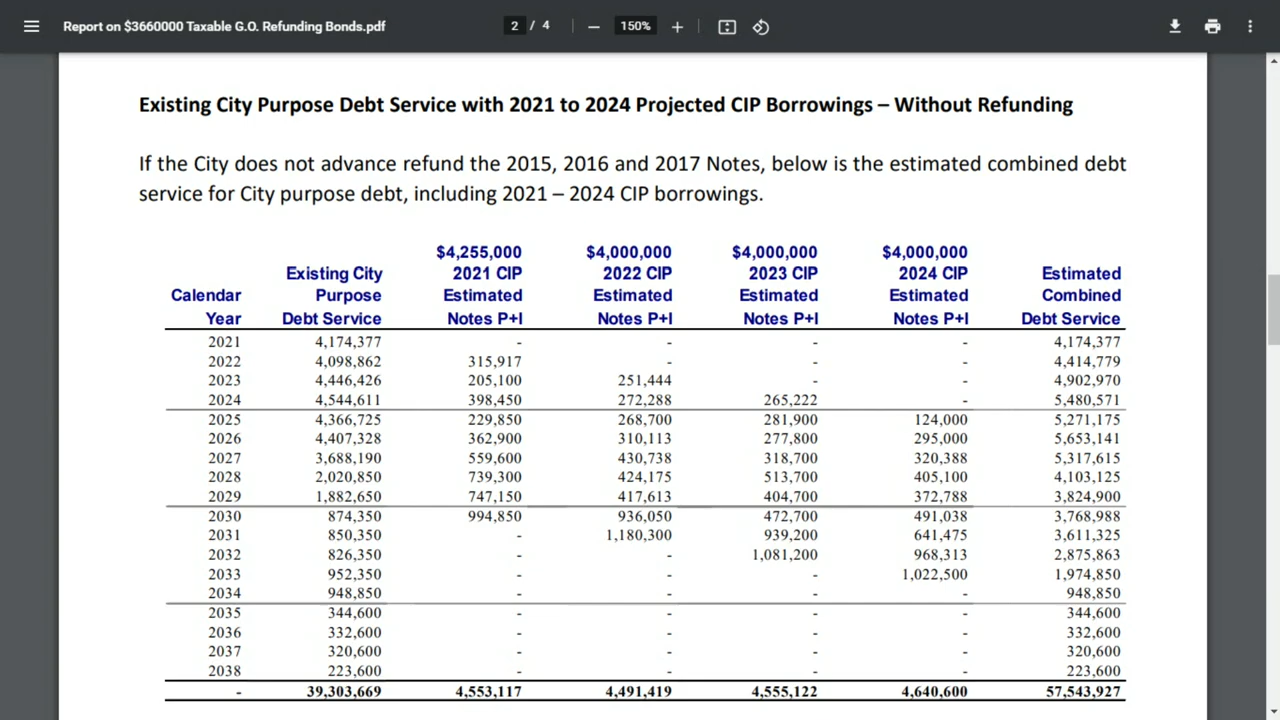 Report on $3660000 Taxable G.O. Refunding Bonds.pdf 2 / 4 150%
Existing City Purpose Debt Service with 2021 to 2024 Projected CIP Borrowings – Without Refunding
If the City does not advance refund the 2015, 2016 and 2017 Notes, below is the estimated combined debt
service for City purpose debt, including 2021 – 2024 CIP borrowings.
$4,255,000 $4,000,000 $4,000,000 $4,000,000
Existing City 2021 CIP 2022 CIP 2023 CIP 2024 CIP Estimated
Calendar Purpose Estimated Estimated Estimated Estimated Combined
Year Debt Service Notes P+I Notes P+I Notes P+I Notes P+I Debt Service
2021 4,174,377 - - - - 4,174,377
2022 4,098,862 315,917 - - - 4,414,779
2023 4,446,426 205,100 251,444 - - 4,902,970
2024 4,544,611 398,450 272,288 265,222 - 5,480,571
2025 4,366,725 229,850 268,700 281,900 124,000 5,271,175
2026 4,407,328 362,900 310,113 277,800 295,000 5,653,141
2027 3,688,190 559,600 430,738 318,700 320,388 5,317,615
2028 2,020,850 739,300 424,175 513,700 405,100 4,103,125
2029 1,882,650 747,150 417,613 404,700 372,788 3,824,900
2030 874,350 994,850 936,050 472,700 491,038 3,768,988
2031 850,350 - 1,180,300 939,200 641,475 3,611,325
2032 826,350 - - 1,081,200 968,313 2,875,863
2033 952,350 - - - 1,022,500 1,974,850
2034 948,850 - - - - 948,850
2035 344,600 - - - - 344,600
2036 332,600 - - - - 332,600
2037 320,600 - - - - 320,600
2038 223,600 - - - - 223,600
- 39,303,669 4,553,117 4,491,419 4,555,122 4,640,600 57,543,927